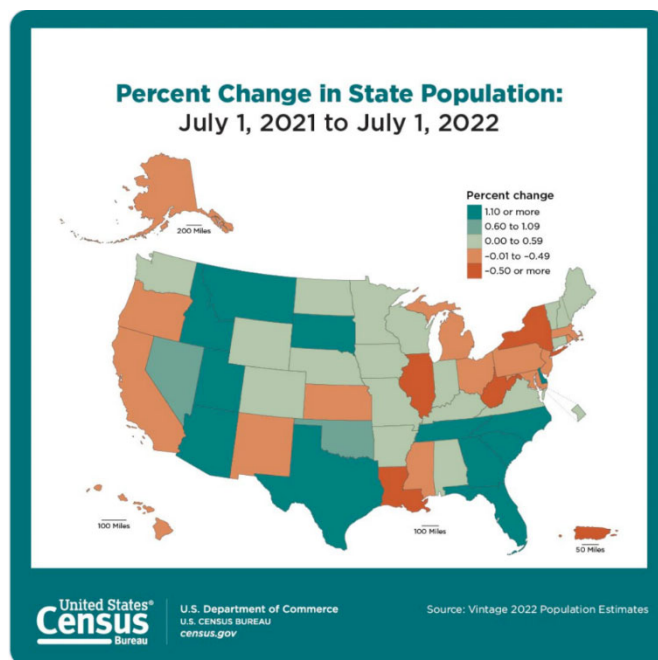 Percent Change in State Population:
July 1, 2021 to July 1, 2022
Percent change
1.10 or more
0.60 to 1.09
0.00 to 0.59
–0.01 to –0.49
–0.50 or more
200 Miles
100 Miles
100 Miles
50 Miles
United States®
Census
Bureau
U.S. Department of Commerce
U.S. CENSUS BUREAU
census.gov
Source: Vintage 2022 Population Estimates